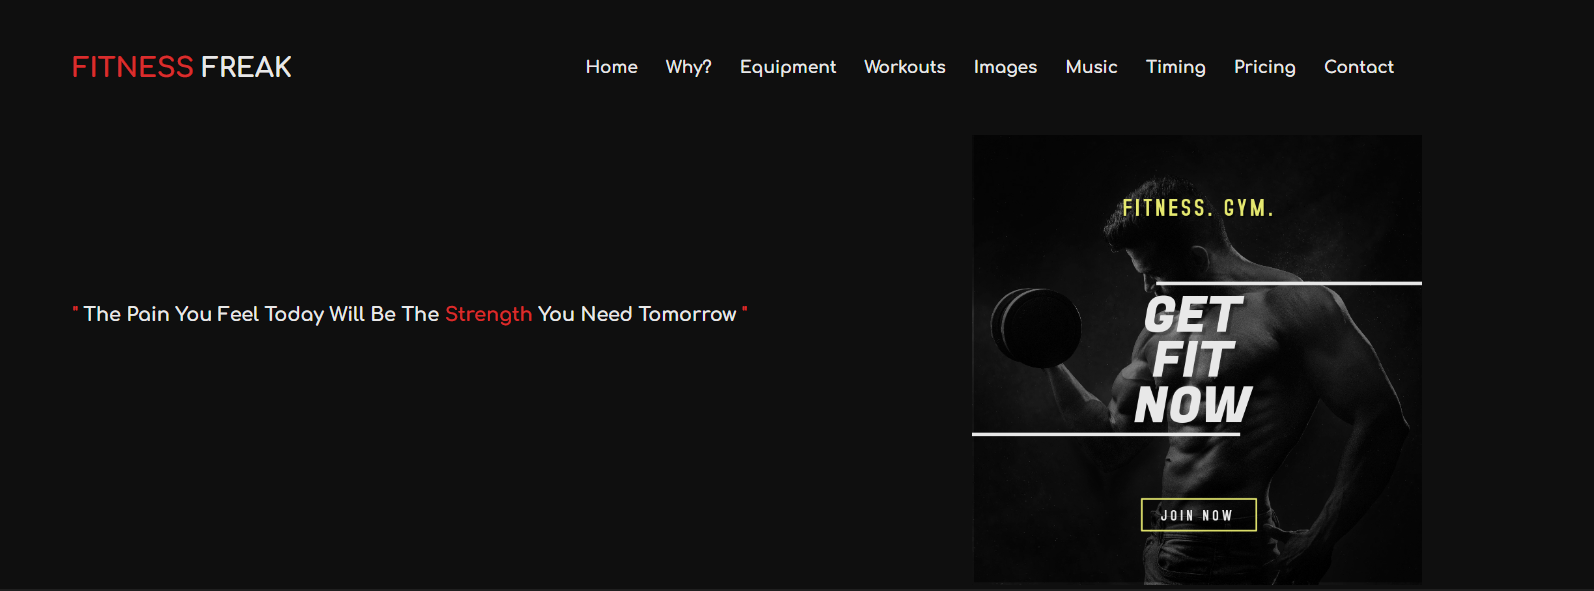 FITNESS FREAK
Home Why? Equipment Workouts Images Music Timing Pricing Contact
" The Pain You Feel Today Will Be The Strength You Need Tomorrow "
FITNESS. GYM.
GET
FIT
NOW
JOIN NOW